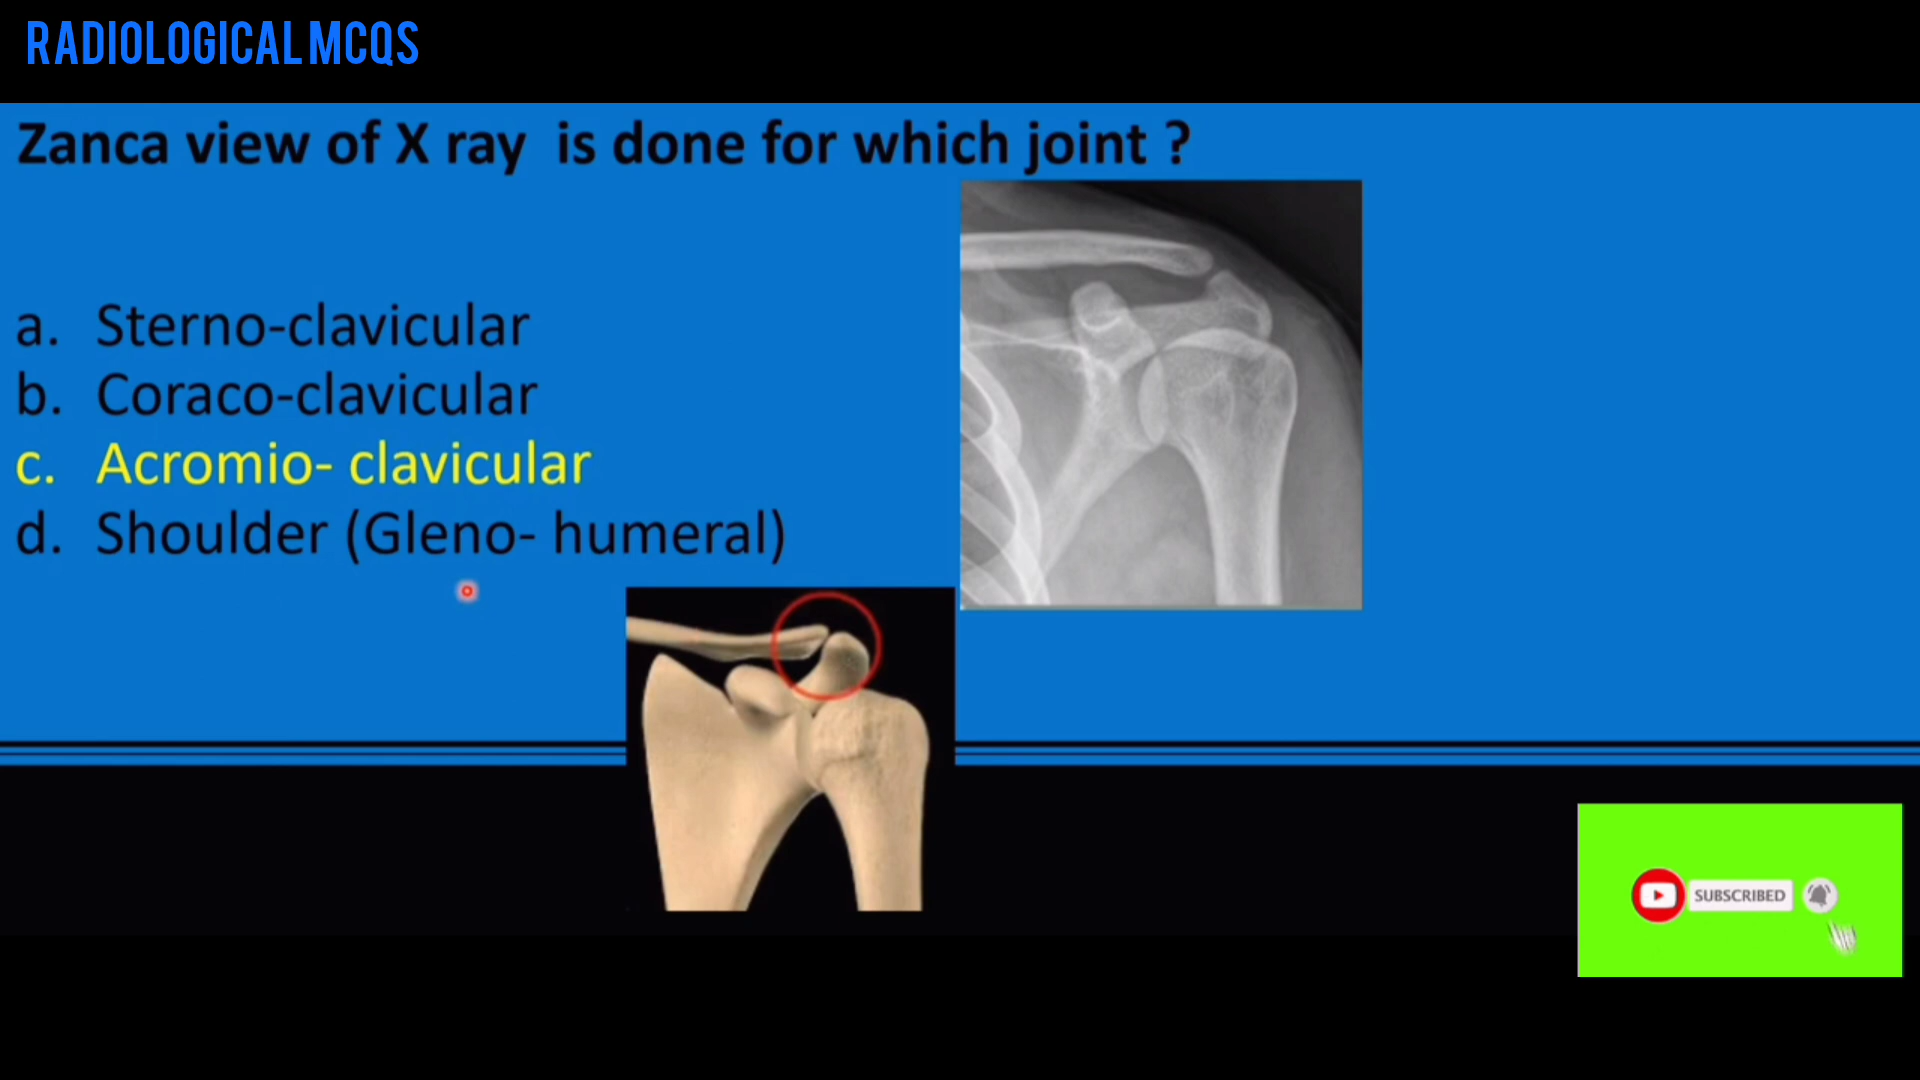 RADIOLOGICAL MCQS
Zanca view of X ray is done for which joint ?
a. Sterno-clavicular
b. Coraco-clavicular
c. Acromio- clavicular
d. Shoulder (Gleno- humeral)
SUBSCRIBED